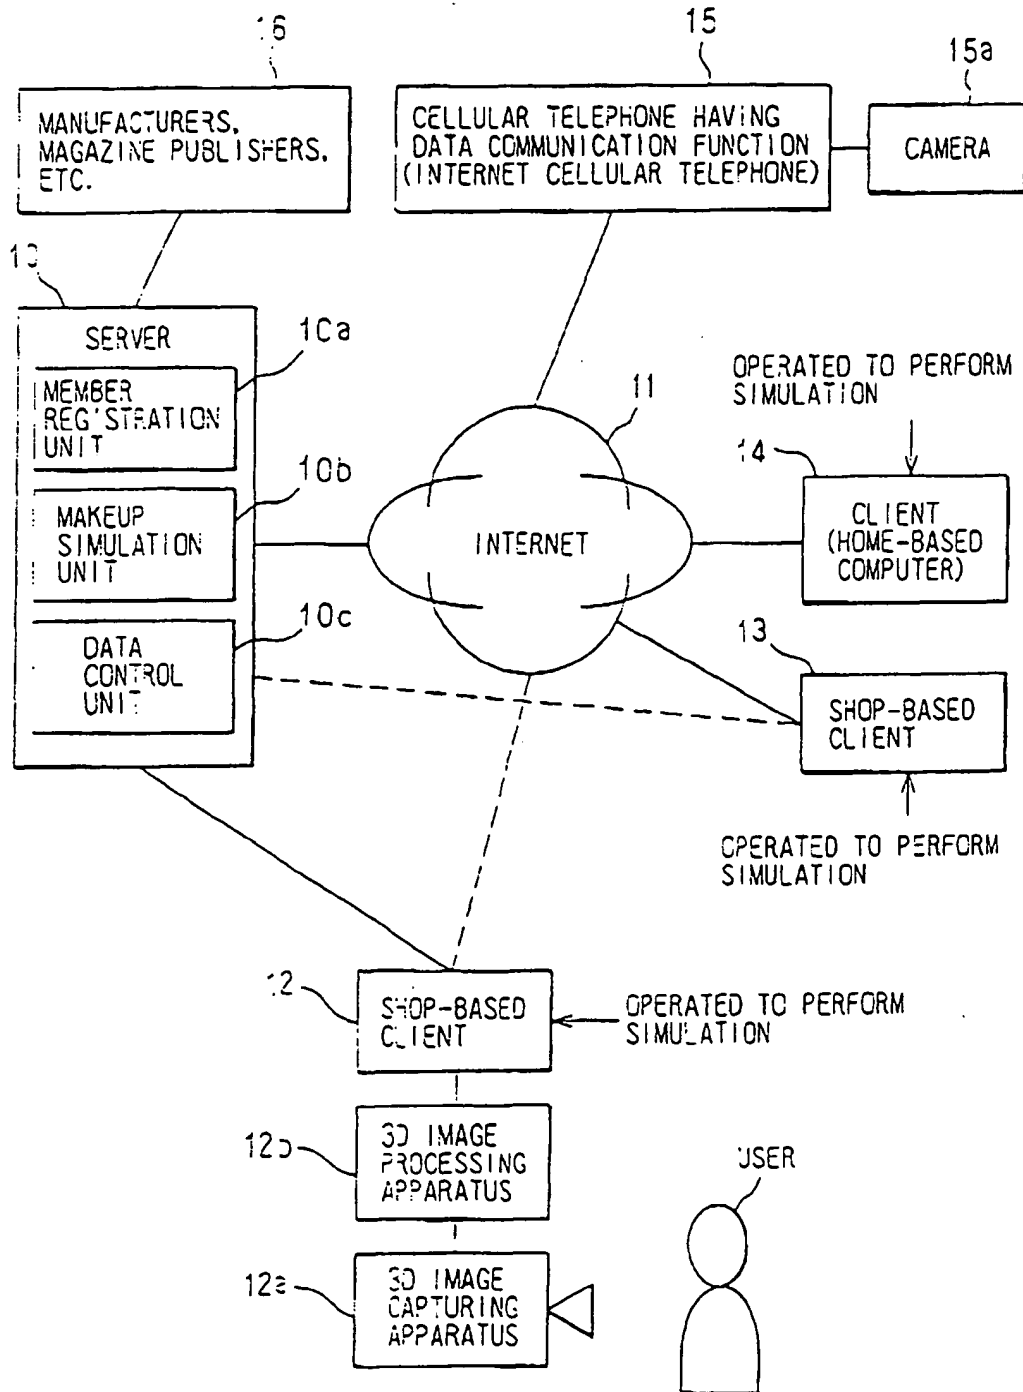 16
15
15a
MANUFACTURERS,
MAGAZINE PUBLISHERS,
ETC.
CELLULAR TELEPHONE HAVING
DATA COMMUNICATION FUNCTION
(INTERNET CELLULAR TELEPHONE)
CAMERA
10
SERVER
10a
MEMBER
REGISTRATION
UNIT
10b
MAKEUP
SIMULATION
UNIT
10c
DATA
CONTROL
UNIT
11
INTERNET
OPERATED TO PERFORM
SIMULATION
14
CLIENT
(HOME-BASED
COMPUTER)
13
SHOP-BASED
CLIENT
OPERATED TO PERFORM
SIMULATION
12
SHOP-BASED
CLIENT
OPERATED TO PERFORM
SIMULATION
12b
3D IMAGE
PROCESSING
APPARATUS
12a
3D IMAGE
CAPTURING
APPARATUS
USER